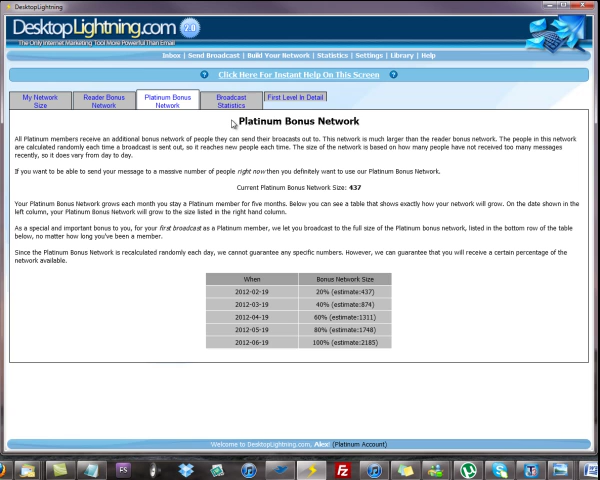 DesktopLightning
DesktopLightning.com 2.0
The Only Internet Marketing Tool More Powerful Than Email
Inbox | Send Broadcast | Build Your Network | Statistics | Settings | Library | Help
? Click Here For Instant Help On This Screen ?
My Network Size
Reader Bonus Network
Platinum Bonus Network
Broadcast Statistics
First Level In Detail
Platinum Bonus Network
All Platinum members receive an additional bonus network of people they can send their broacasts out to. This network is much larger than the reader bonus network. The people in this network
are calculated randomly each time a broadcast is sent out, so it reaches new people each time. The size of the network is based on how many people have not received too many messages
recently, so it does very from day to day.
If you want to be able to send your message to a massive number of people right now then you definitely want to use our Platinum Bonus Network.
Current Platinum Bonus Network Size: 437
Your Platinum Bonus Network grows each month you stay a Platinum member for five months. Below you can see a table that shows exactly how your network will grow. On the date shown in the
left column, your Platinum Bonus Network will grow to the size listed in the right hand column.
As a special and important bonus to you, for your first broadcast as a Platinum member, we let you broadcast to the full size of the Platinum bonus network, listed in the bottom row of the table
below, no matter how long you've been a member.
Since the Platinum Bonus Network is recalculated randomly each day, we cannot guarantee any specific numbers. However, we can guarantee that you will receive a certain percentage of the
network available.
When Bonus Network Size
2012-02-19 20% (estimate:437)
2012-03-19 40% (estimate:874)
2012-04-19 60% (estimate:1311)
2012-05-19 80% (estimate:1748)
2012-06-19 100% (estimate:2185)
Welcome to DesktopLightning.com, Alex! (Platinum Account)